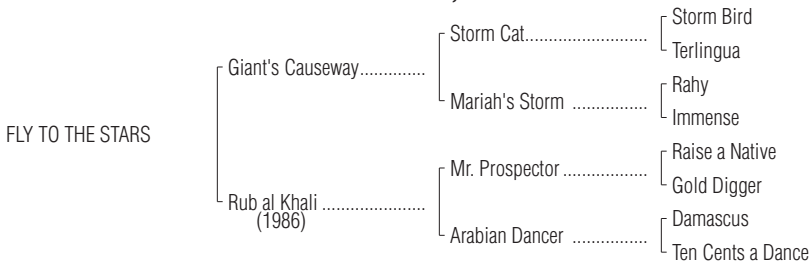 Storm Bird
Storm Cat......................................
Terlingua
Giant's Causeway..............
Rahy
Mariah's Storm ................
Immense
FLY TO THE STARS
Raise a Native
Mr. Prospector ..................
Gold Digger
Rub al Khali ......................
(1986)
Damascus
Arabian Dancer ................
Ten Cents a Dance